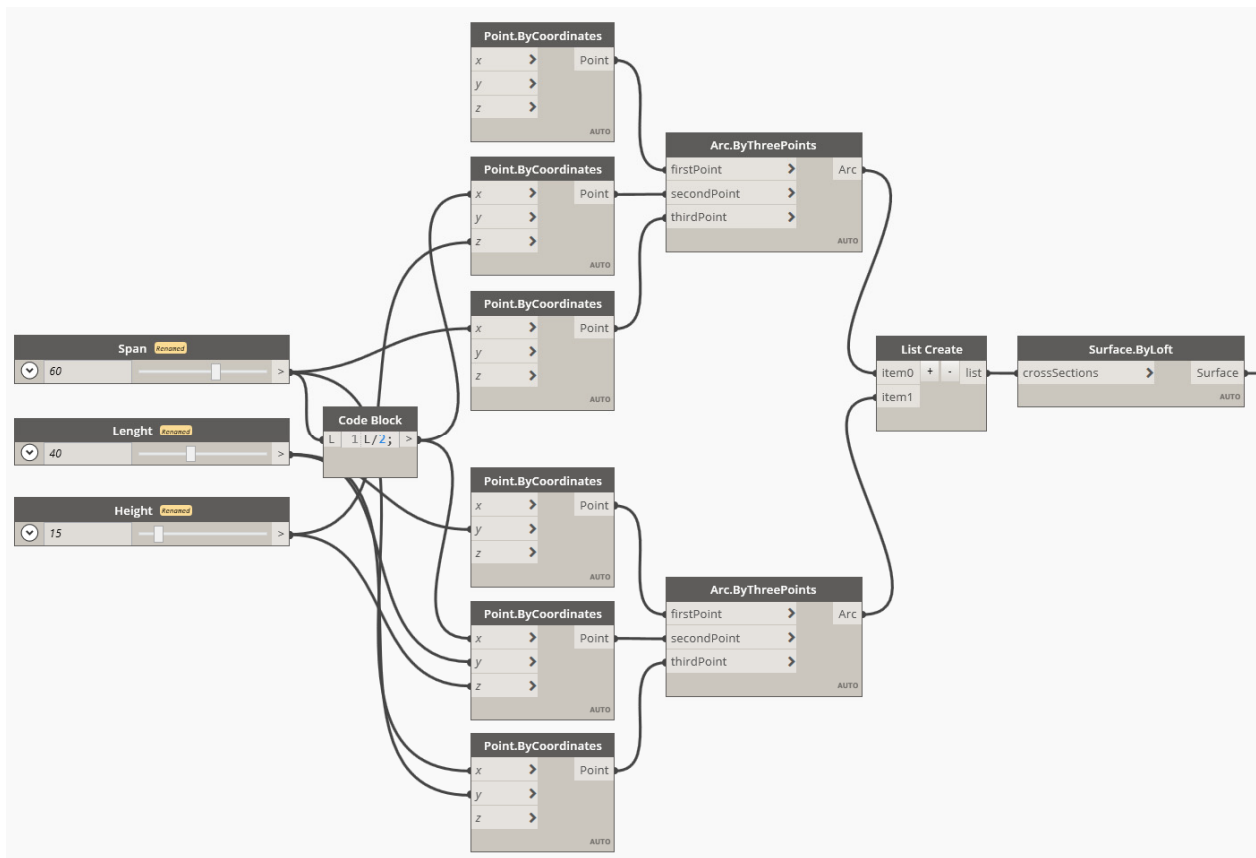 Point.ByCoordinates
x > Point
y >
z >
AUTO
Point.ByCoordinates
x > Point
y >
z >
AUTO
Arc.ByThreePoints
firstPoint > Arc
secondPoint >
thirdPoint >
AUTO
Point.ByCoordinates
x > Point
y >
z >
AUTO
Span Renamed
60 >
Lenght Renamed
40 >
Height Renamed
15 >
Code Block
L 1 L/2; >
List Create
item0 + - list
item1
Surface.ByLoft
crossSections > Surface
AUTO
Point.ByCoordinates
x > Point
y >
z >
AUTO
Point.ByCoordinates
x > Point
y >
z >
AUTO
Arc.ByThreePoints
firstPoint > Arc
secondPoint >
thirdPoint >
AUTO
Point.ByCoordinates
x > Point
y >
z >
AUTO